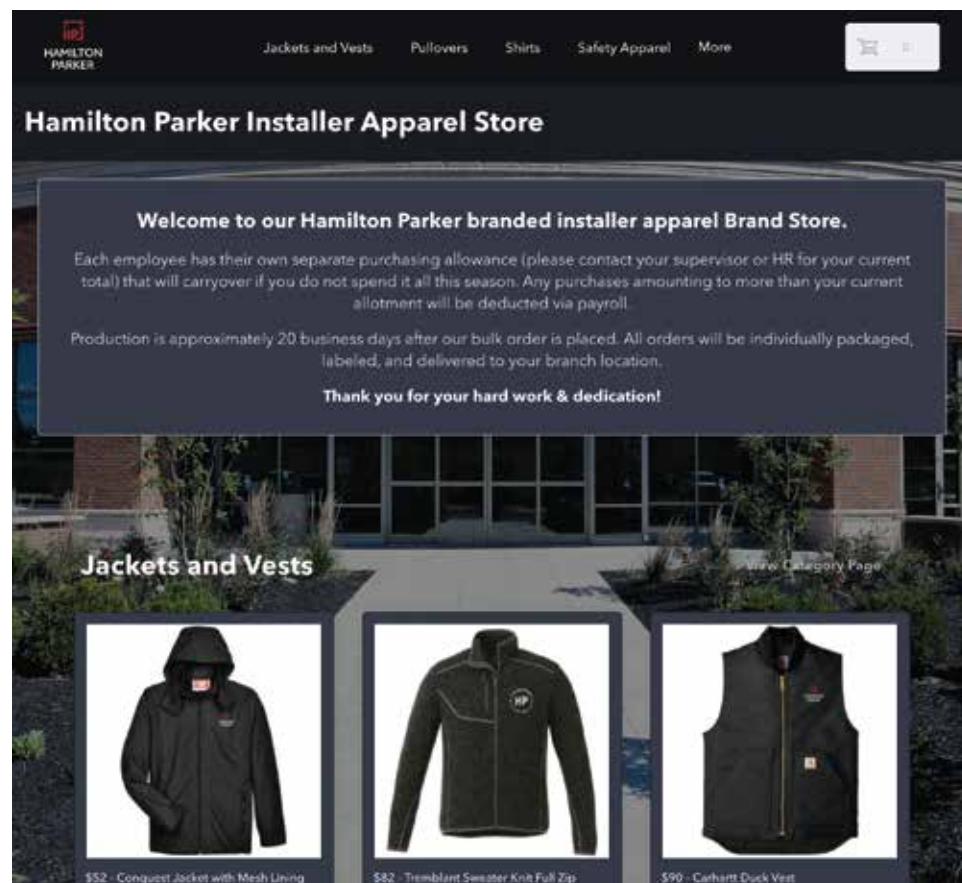 HP
HAMILTON
PARKER
Jackets and Vests Pullovers Shirts Safety Apparel More
Hamilton Parker Installer Apparel Store
Welcome to our Hamilton Parker branded installer apparel Brand Store.
Each employee has their own separate purchasing allowance (please contact your supervisor or HR for your current
total) that will carryover if you do not spend it all this season. Any purchases amounting to more than your current
allotment will be deducted via payroll.
Production is approximately 20 business days after our bulk order is placed. All orders will be individually packaged,
labeled, and delivered to your branch location.
Thank you for your hard work & dedication!
Jackets and Vests
View Category Page
HP
$52 - Conquest Jacket with Mesh Lining
$82 - Tremblant Sweater Knit Full Zip
$90 - Carhartt Duck Vest